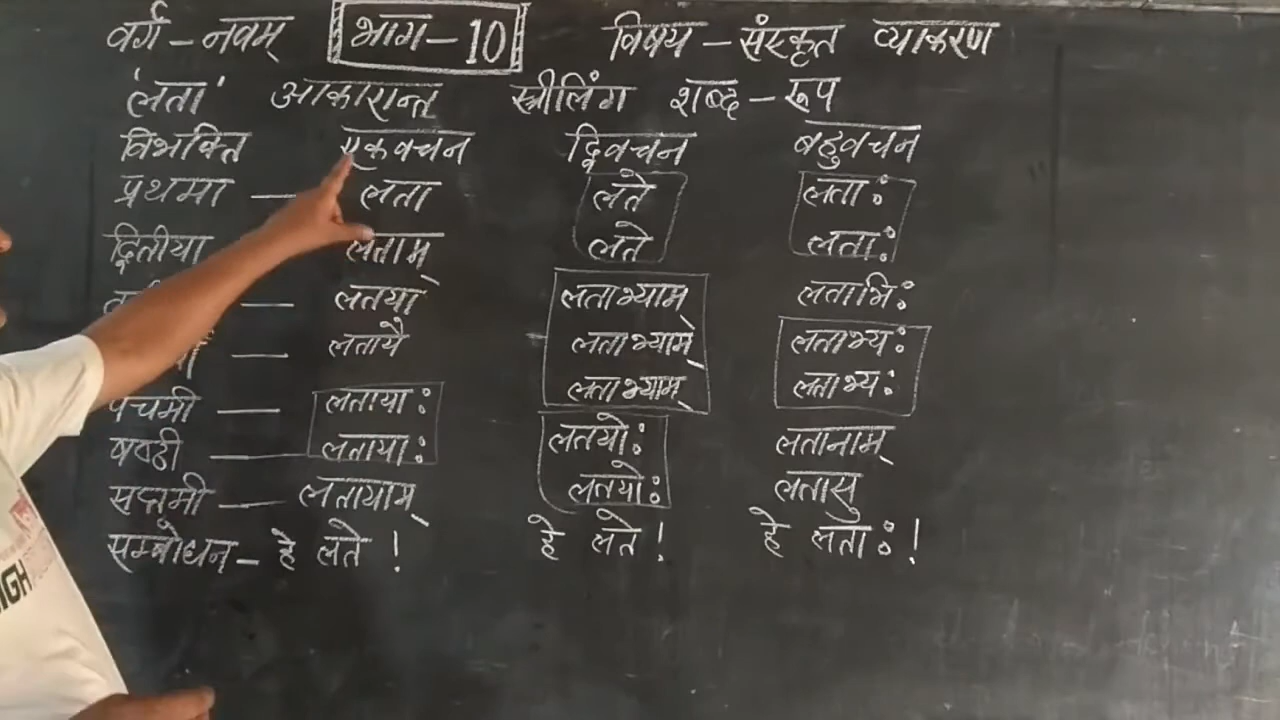 वर्ग - नवम् भाग - 10 विषय - संस्कृत व्याकरण
'लता' आकारान्त स्त्रीलिंग शब्द - रूप
विभक्ति एकवचन द्विवचन बहुवचन
प्रथमा — लता लते लताः
द्वितीया लताम् लते लताः
— लतया लताभ्याम् लताभिः
— लतायै लताभ्याम् लताभ्यः
पंचमी — लतायाः लताभ्याम् लताभ्यः
षष्ठी — लतायाः लतयोः लतानाम्
सप्तमी — लतायाम् लतयोः लतासु
सम्बोधन - हे लते ! हे लते ! हे लताः !
IGH